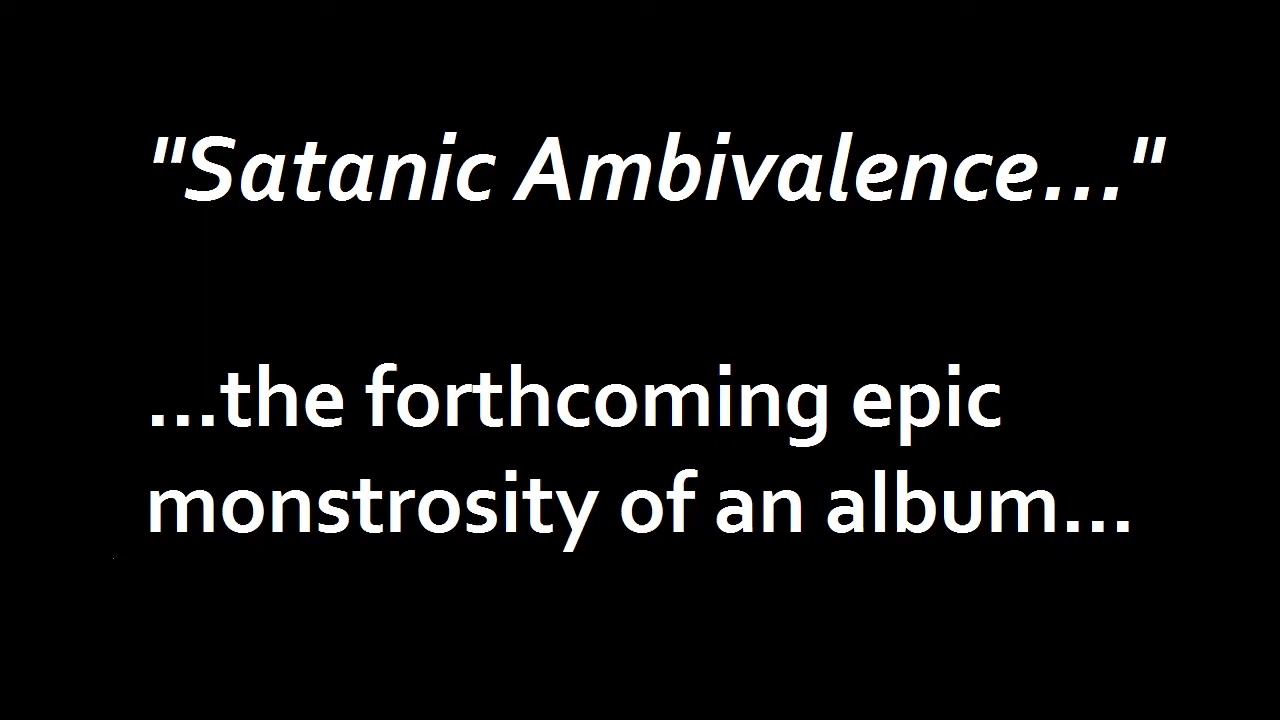 "Satanic Ambivalence..."
...the forthcoming epic
monstrosity of an album...